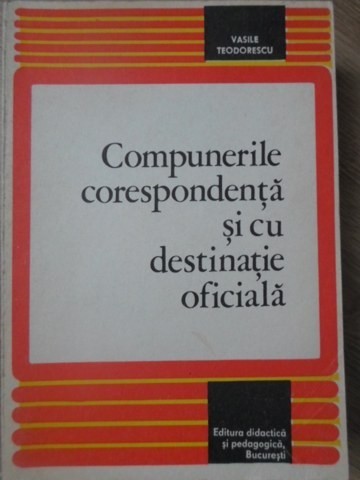 VASILE
TEODORESCU
Compunerile
corespondență
și cu
destinație
oficială
Editura didactică
și pedagogică,
București